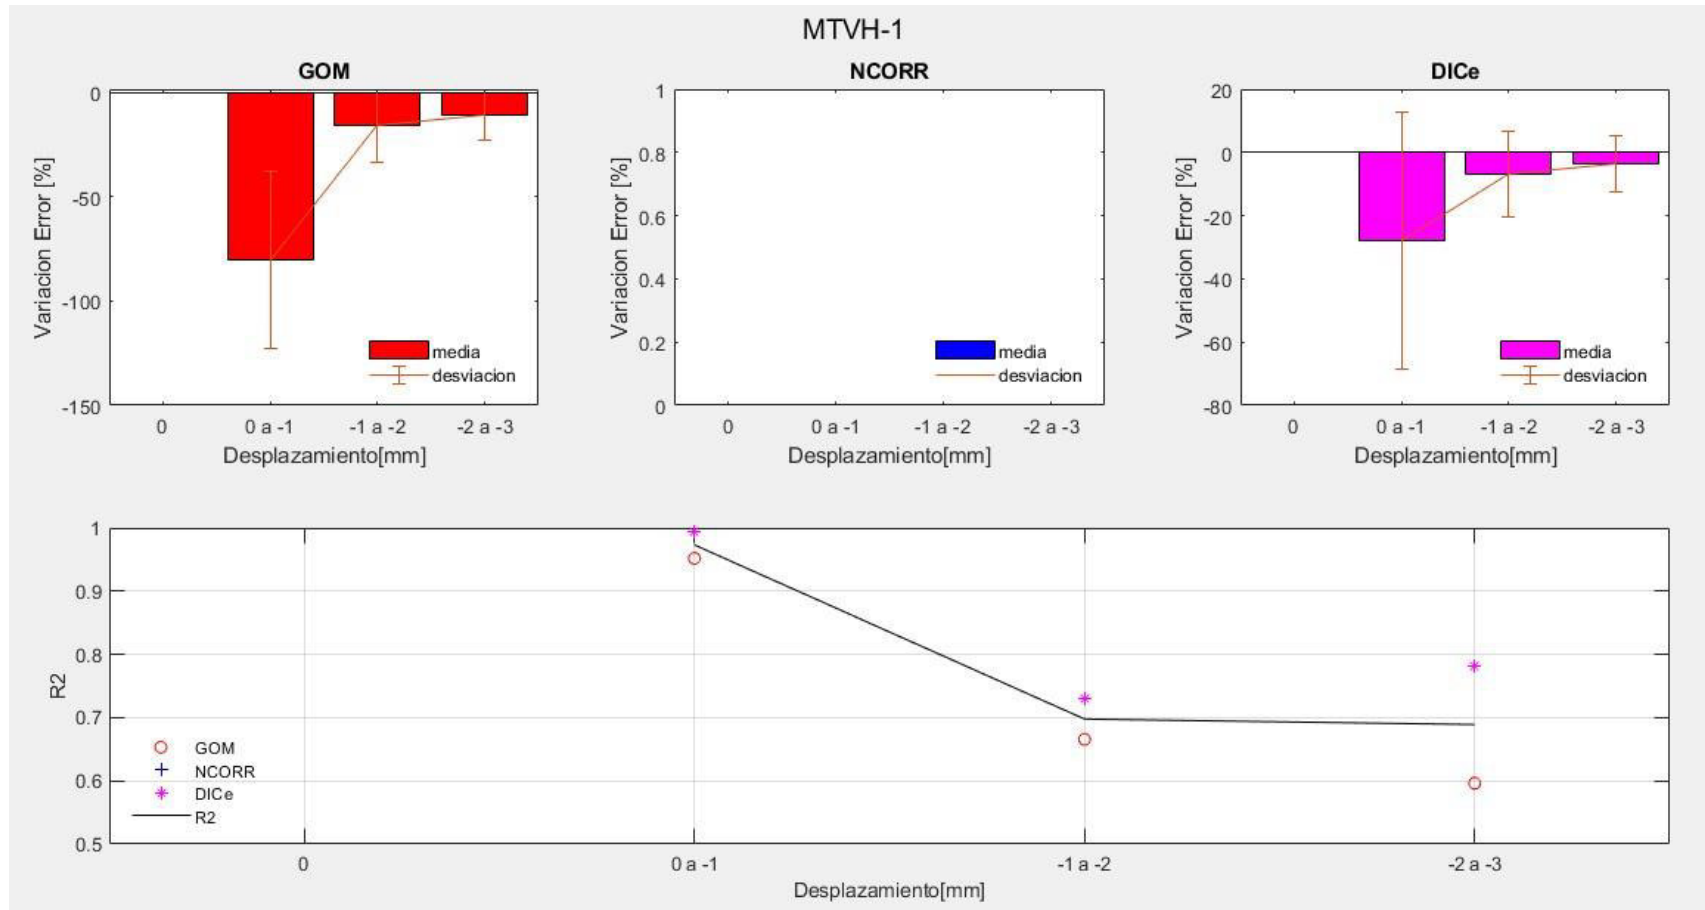 MTVH-1
GOM
Variacion Error [%]
0
-50
-100
-150
media
desviacion
0 0 a -1 -1 a -2 -2 a -3
Desplazamiento[mm]
NCORR
Variacion Error [%]
1
0.8
0.6
0.4
0.2
0
media
desviacion
0 0 a -1 -1 a -2 -2 a -3
Desplazamiento[mm]
DICe
Variacion Error [%]
20
0
-20
-40
-60
-80
media
desviacion
0 0 a -1 -1 a -2 -2 a -3
Desplazamiento[mm]
R2
1
0.9
0.8
0.7
0.6
0.5
GOM
NCORR
DICe
R2
0 0 a -1 -1 a -2 -2 a -3
Desplazamiento[mm]